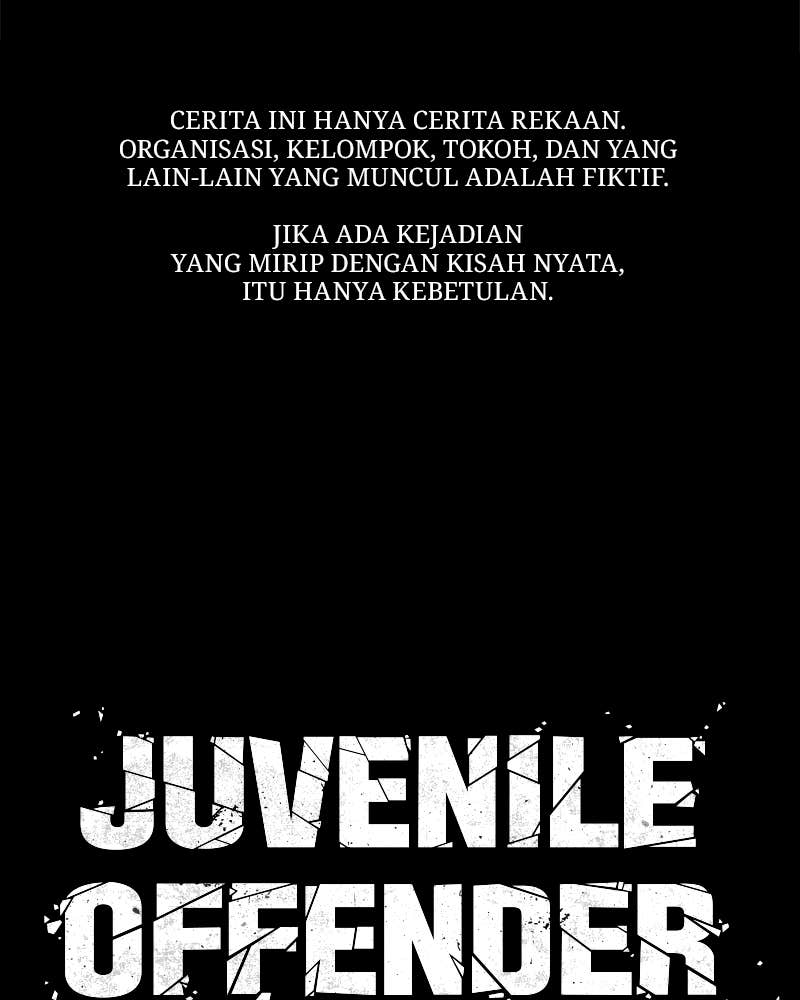 CERITA INI HANYA CERITA REKAAN.
ORGANISASI, KELOMPOK, TOKOH, DAN YANG
LAIN-LAIN YANG MUNCUL ADALAH FIKTIF.
JIKA ADA KEJADIAN
YANG MIRIP DENGAN KISAH NYATA,
ITU HANYA KEBETULAN.
JUVENILE
OFFENDER